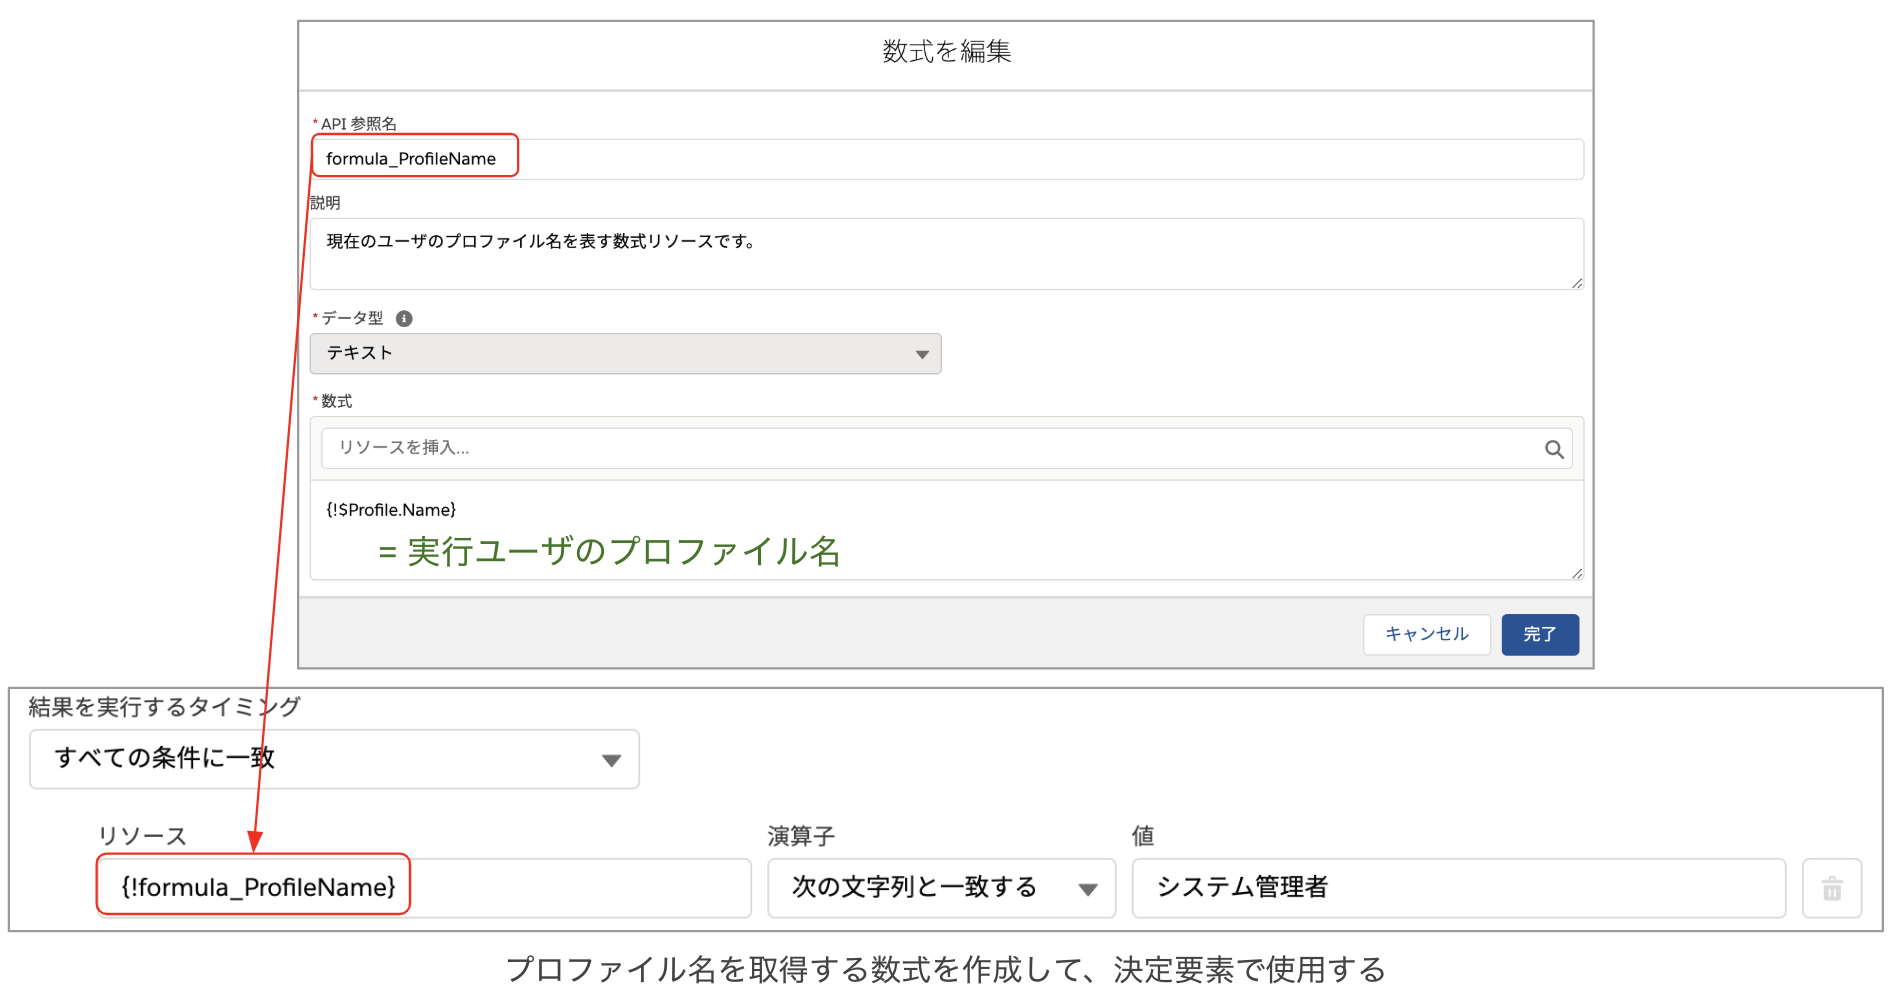 数式を編集
* API 参照名
formula_ProfileName
説明
現在のユーザのプロファイル名を表す数式リソースです。
* データ型
テキスト
* 数式
リソースを挿入...
{!$Profile.Name}
= 実行ユーザのプロファイル名
キャンセル
完了
結果を実行するタイミング
すべての条件に一致
リソース
演算子
値
{!formula_ProfileName}
次の文字列と一致する
システム管理者
プロファイル名を取得する数式を作成して、決定要素で使用する